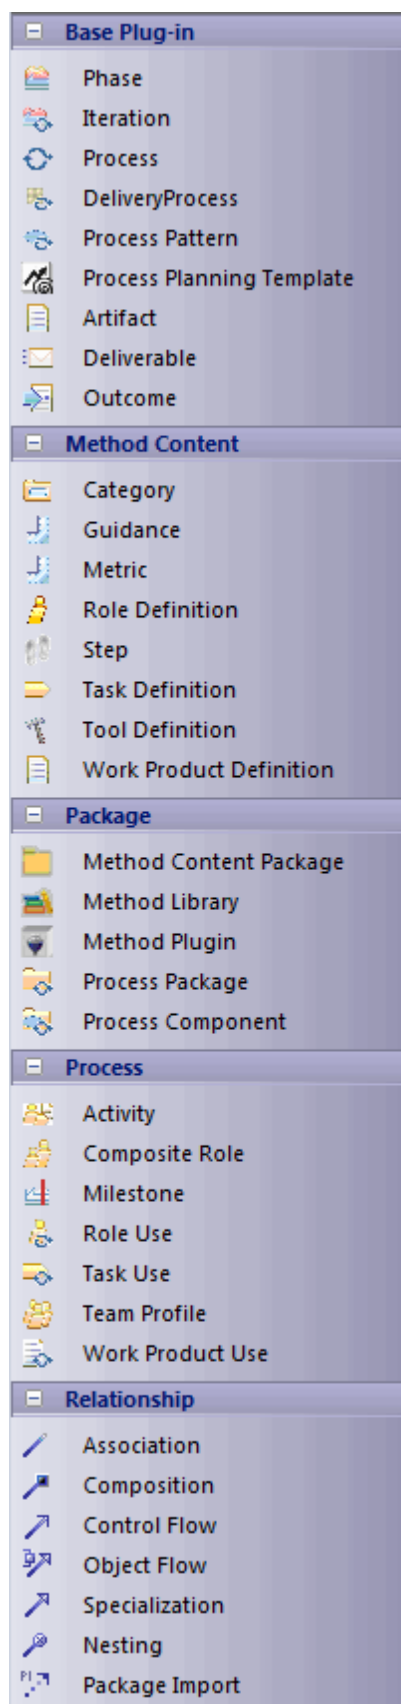 Base Plug-in
Phase
Iteration
Process
DeliveryProcess
Process Pattern
Process Planning Template
Artifact
Deliverable
Outcome
Method Content
Category
Guidance
Metric
Role Definition
Step
Task Definition
Tool Definition
Work Product Definition
Package
Method Content Package
Method Library
Method Plugin
Process Package
Process Component
Process
Activity
Composite Role
Milestone
Role Use
Task Use
Team Profile
Work Product Use
Relationship
Association
Composition
Control Flow
Object Flow
Specialization
Nesting
PI Package Import